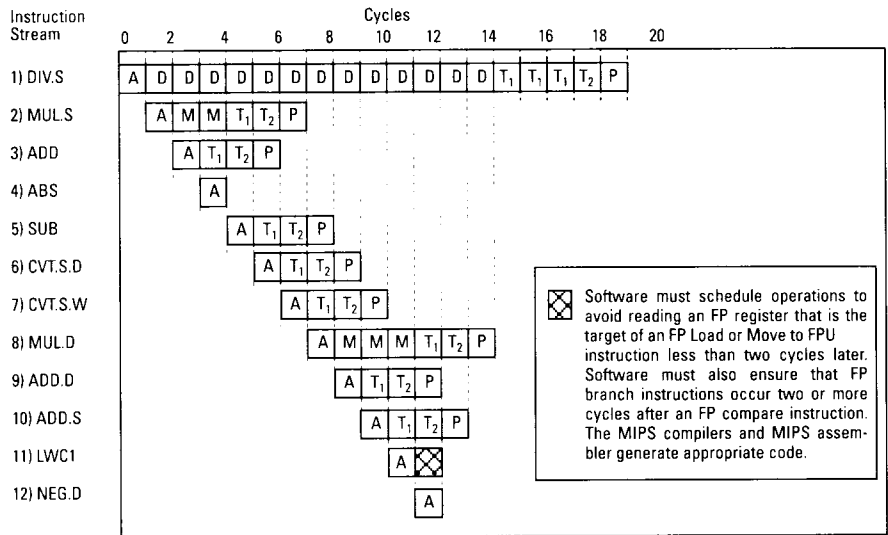 Instruction Stream
Cycles
0 2 4 6 8 10 12 14 16 18 20
1) DIV.S A D D D D D D D D D D D D D T₁ T₁ T₁ T₂ P
2) MUL.S A M M T₁ T₂ P
3) ADD A T₁ T₂ P
4) ABS A
5) SUB A T₁ T₂ P
6) CVT.S.D A T₁ T₂ P
7) CVT.S.W A T₁ T₂ P
8) MUL.D A M M M T₁ T₂ P
9) ADD.D A T₁ T₂ P
10) ADD.S A T₁ T₂ P
11) LWC1 A
12) NEG.D A
Software must schedule operations to
avoid reading an FP register that is the
target of an FP Load or Move to FPU
instruction less than two cycles later.
Software must also ensure that FP
branch instructions occur two or more
cycles after an FP compare instruction.
The MIPS compilers and MIPS assem-
bler generate appropriate code.